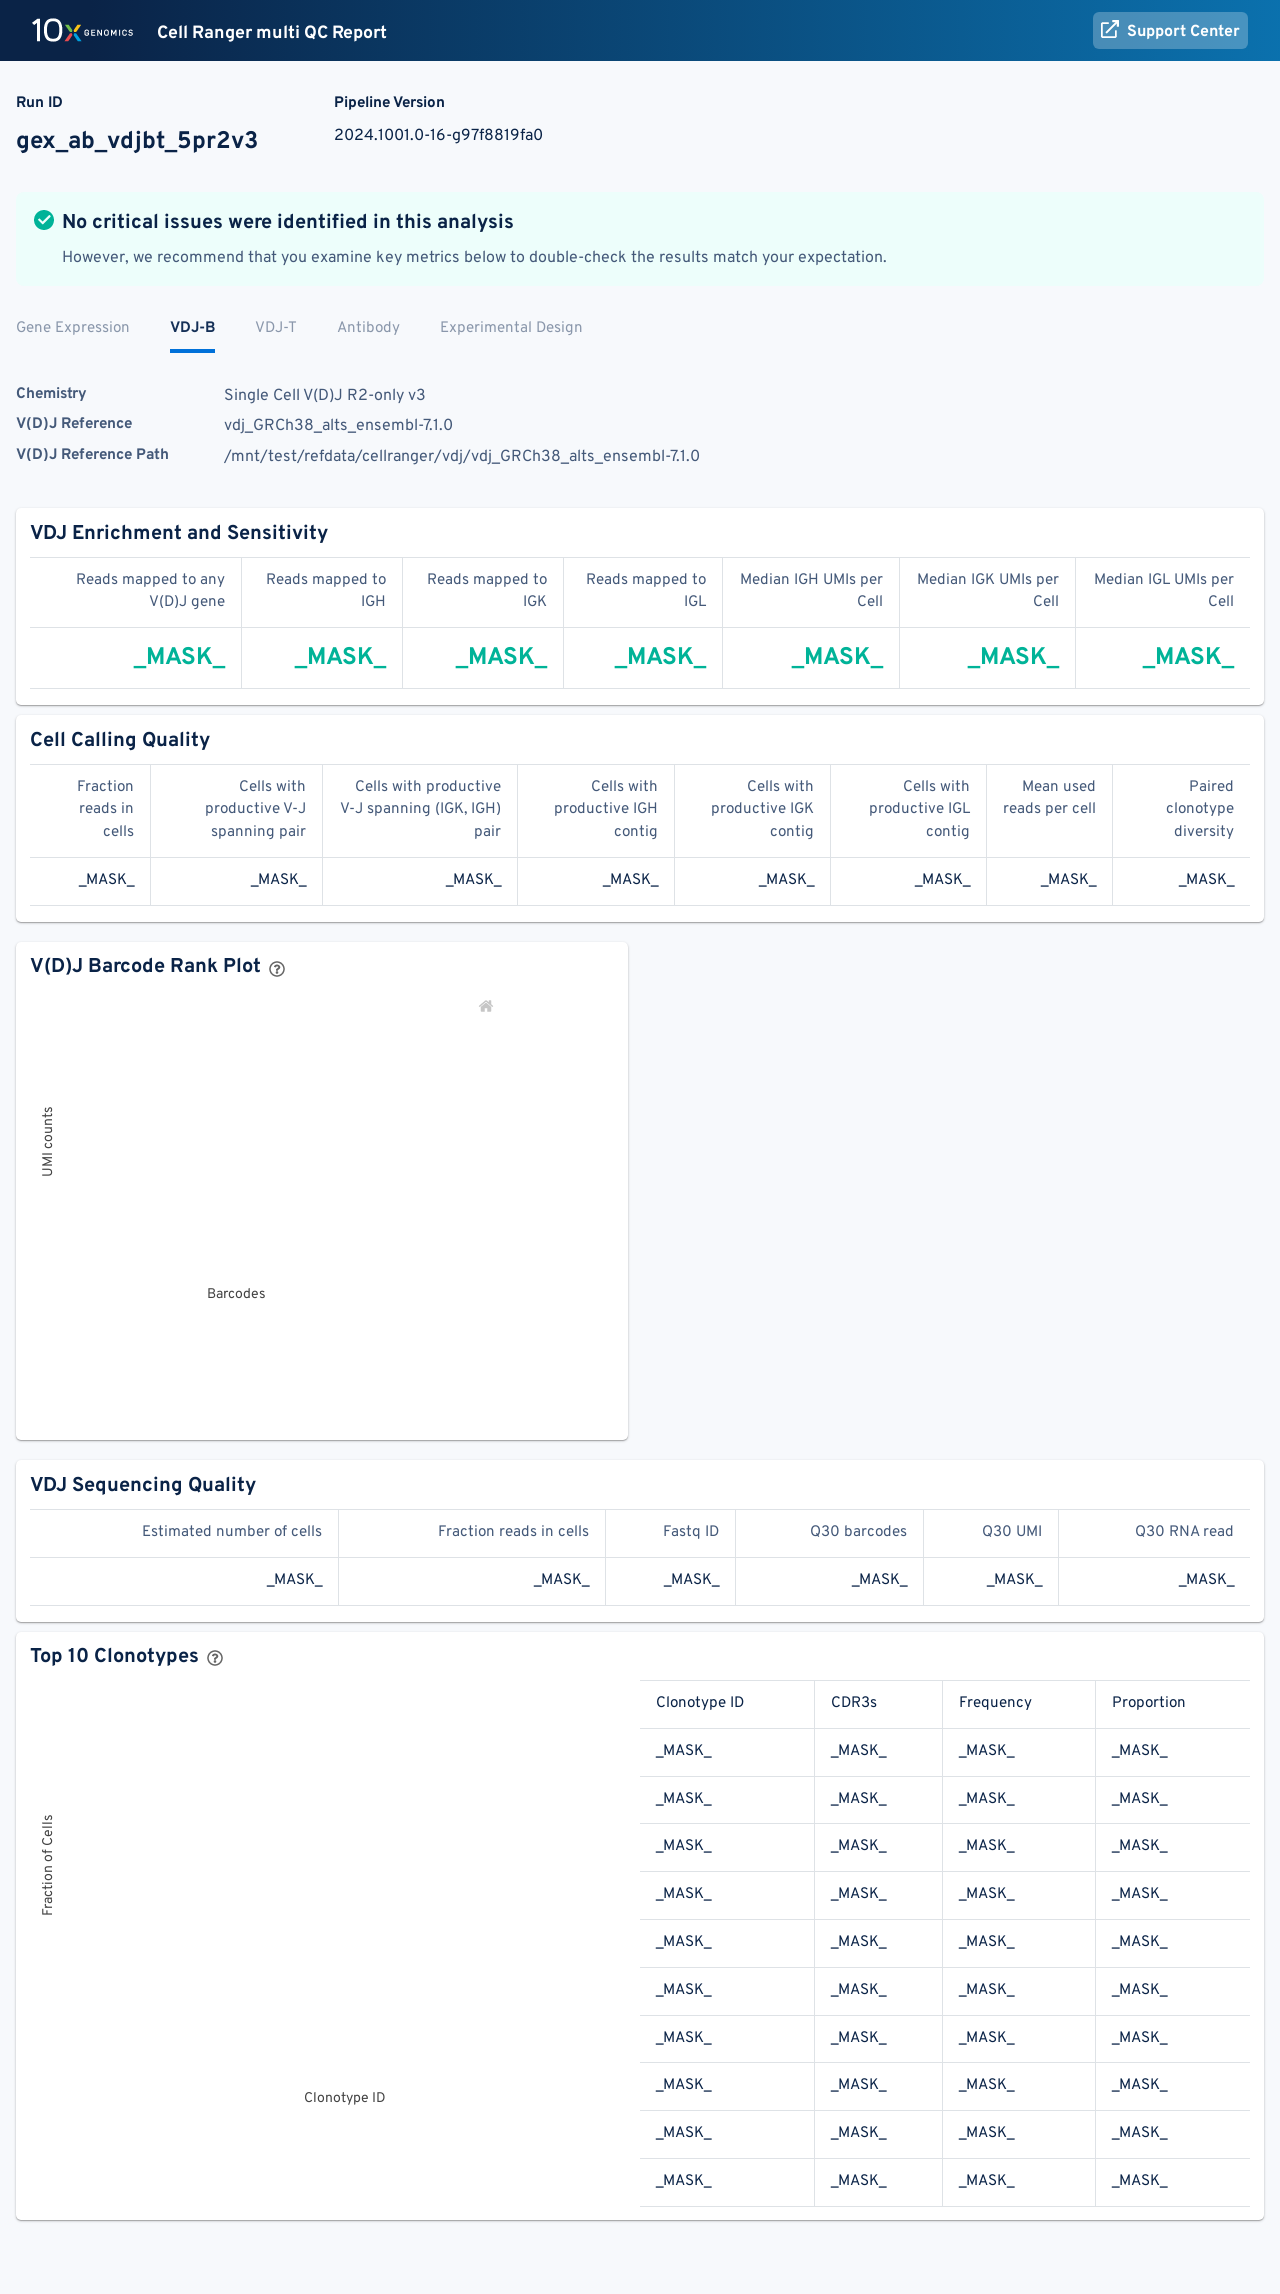 10x GENOMICS Cell Ranger multi QC Report Support Center
Run ID Pipeline Version
gex_ab_vdjbt_5pr2v3 2024.1001.0-16-g97f8819fa0
No critical issues were identified in this analysis
However, we recommend that you examine key metrics below to double-check the results match your expectation.
Gene Expression VDJ-B VDJ-T Antibody Experimental Design
Chemistry Single Cell V(D)J R2-only v3
V(D)J Reference vdj_GRCh38_alts_ensembl-7.1.0
V(D)J Reference Path /mnt/test/refdata/cellranger/vdj/vdj_GRCh38_alts_ensembl-7.1.0
VDJ Enrichment and Sensitivity
Reads mapped to any Reads mapped to Reads mapped to Reads mapped to Median IGH UMIs per Median IGK UMIs per Median IGL UMIs per
V(D)J gene IGH IGK IGL Cell Cell Cell
_MASK_ _MASK_ _MASK_ _MASK_ _MASK_ _MASK_ _MASK_
Cell Calling Quality
Fraction Cells with Cells with productive Cells with Cells with Cells with Mean used Paired
reads in productive V-J V-J spanning (IGK, IGH) productive IGH productive IGK productive IGL reads per cell clonotype
cells spanning pair pair contig contig contig diversity
_MASK_ _MASK_ _MASK_ _MASK_ _MASK_ _MASK_ _MASK_ _MASK_
V(D)J Barcode Rank Plot
UMI counts
Barcodes
VDJ Sequencing Quality
Estimated number of cells Fraction reads in cells Fastq ID Q30 barcodes Q30 UMI Q30 RNA read
_MASK_ _MASK_ _MASK_ _MASK_ _MASK_ _MASK_
Top 10 Clonotypes
Fraction of Cells
Clonotype ID
Clonotype ID CDR3s Frequency Proportion
_MASK_ _MASK_ _MASK_ _MASK_
_MASK_ _MASK_ _MASK_ _MASK_
_MASK_ _MASK_ _MASK_ _MASK_
_MASK_ _MASK_ _MASK_ _MASK_
_MASK_ _MASK_ _MASK_ _MASK_
_MASK_ _MASK_ _MASK_ _MASK_
_MASK_ _MASK_ _MASK_ _MASK_
_MASK_ _MASK_ _MASK_ _MASK_
_MASK_ _MASK_ _MASK_ _MASK_
_MASK_ _MASK_ _MASK_ _MASK_